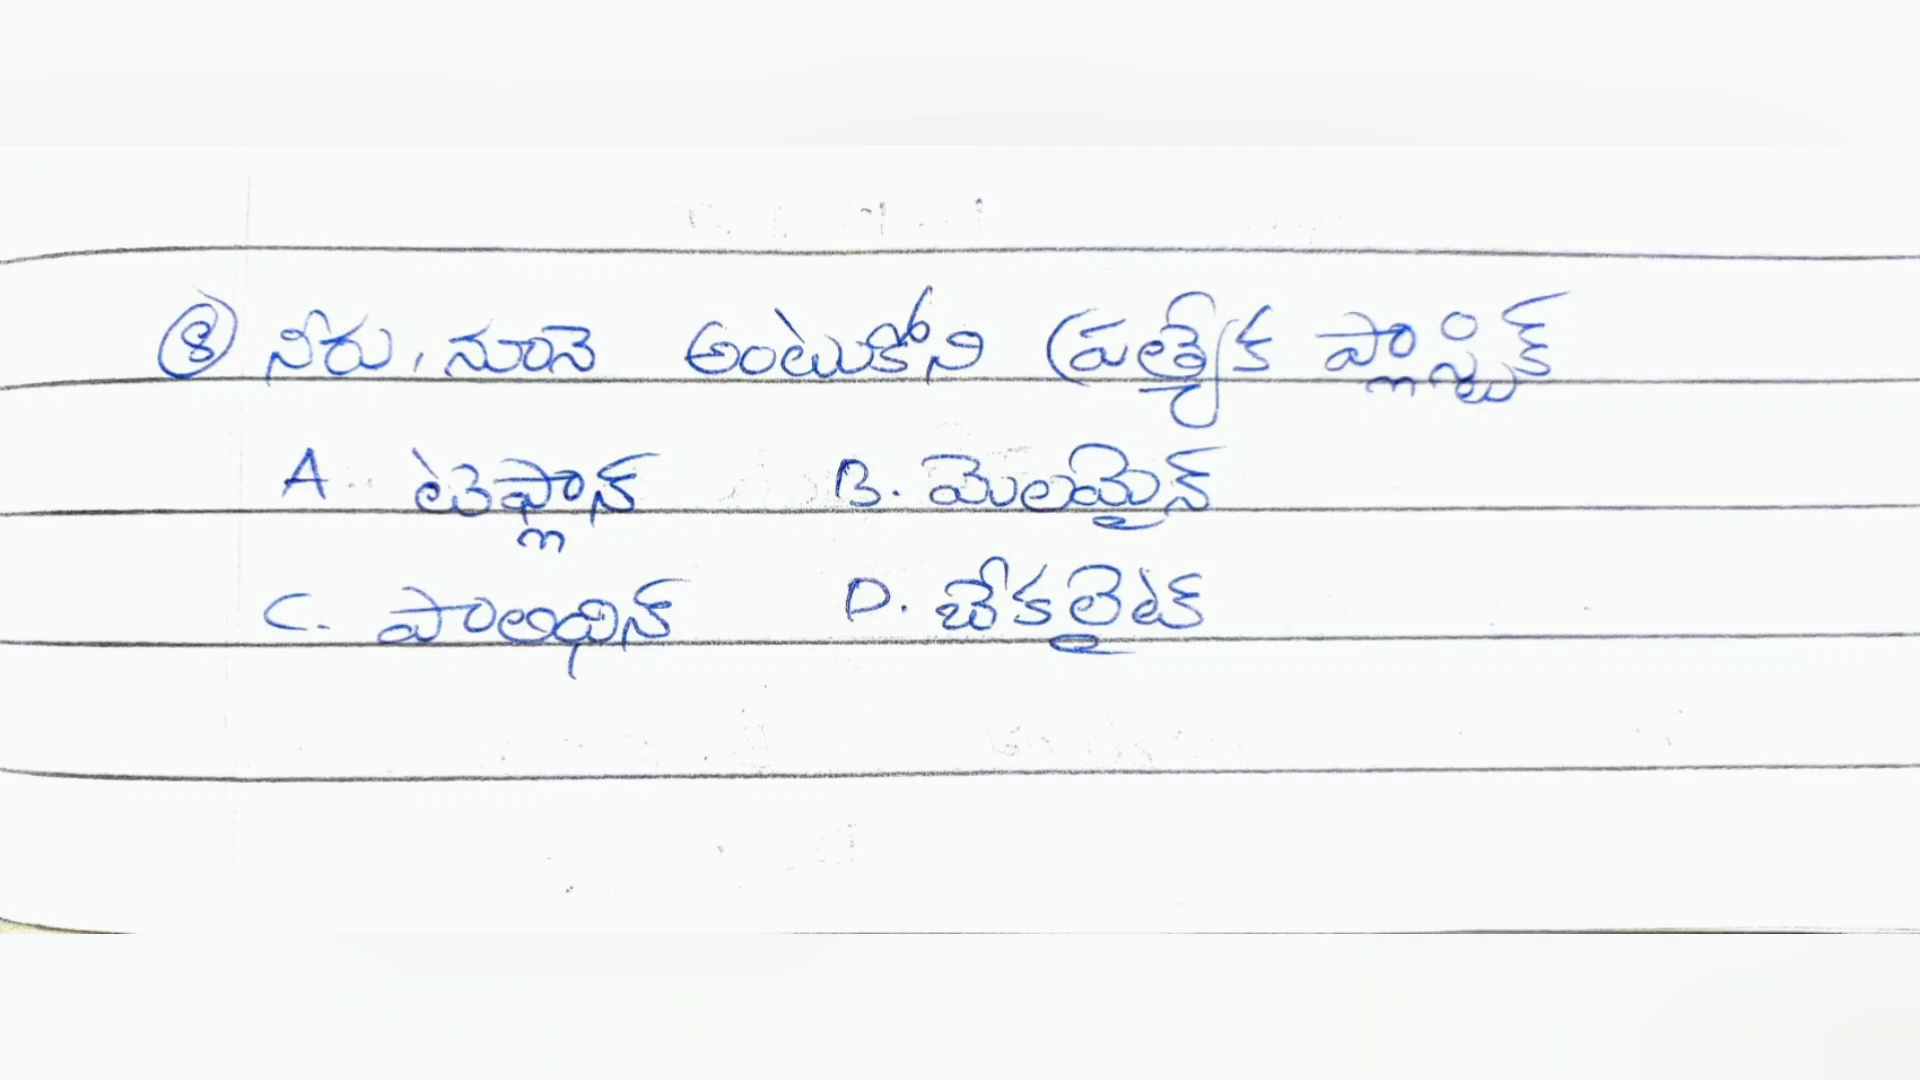 ⑧ నీరు, నూనె అంటుకోని ప్రత్యేక ప్లాస్టిక్
A. టెఫ్లాన్ B. మెలమైన్
C. పాలిథిన్ D. బేకలైట్